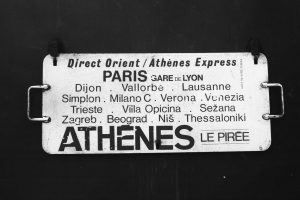 Direct Orient / Athènes Express
PARIS GARE DE LYON
Dijon . Vallorbe . Lausanne
Simplon . Milano C . Verona . Venezia
Trieste . Villa Opicina . Sežana
Zagreb . Beograd . Niš . Thessaloniki
ATHÈNES LE PIRÉE